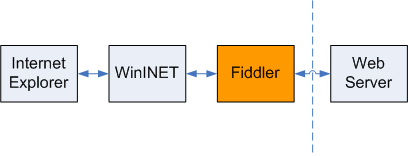 Internet
Explorer
WinINET
Fiddler
Web
Server